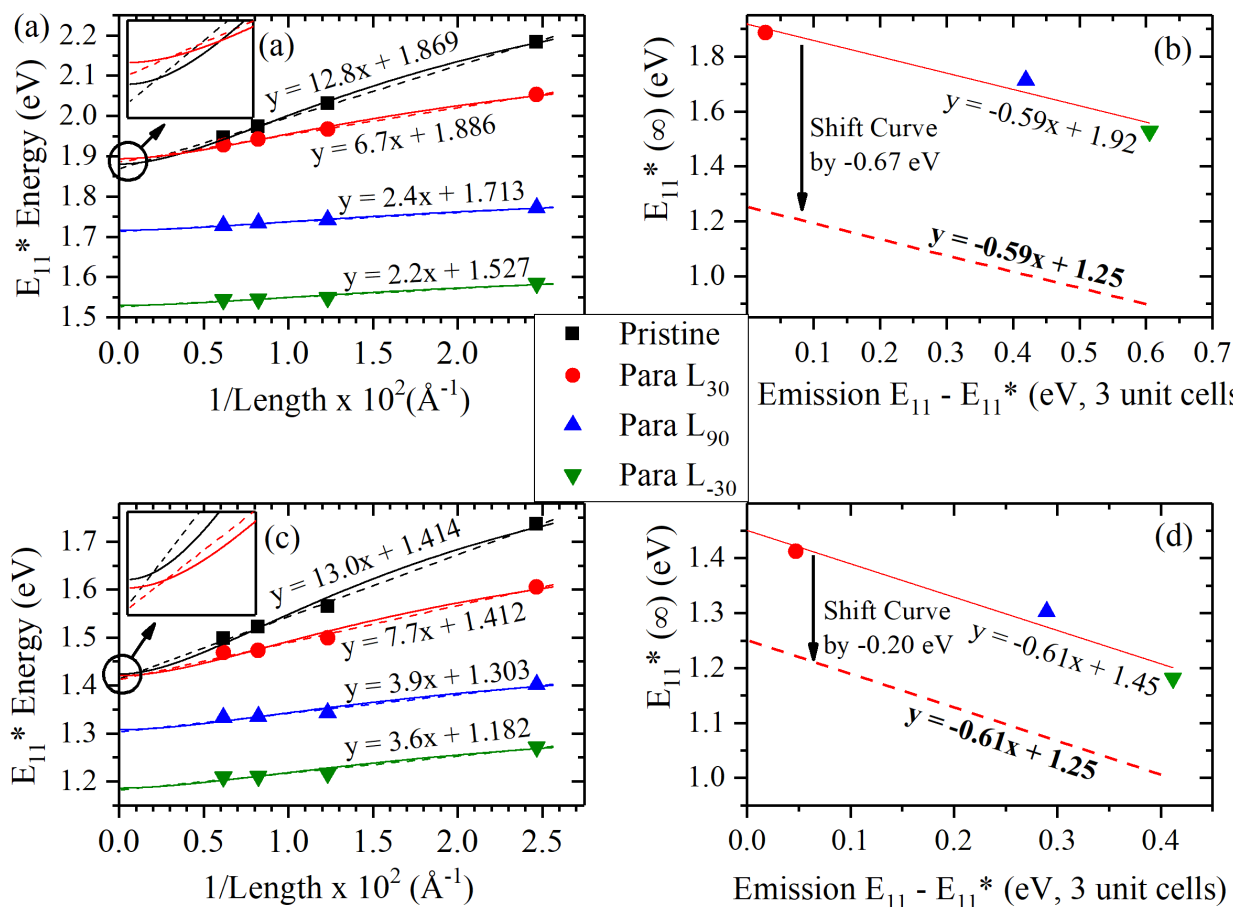 (a)
(a)
2.2
2.1
2.0
1.9
1.8
1.7
1.6
1.5
E11* Energy (eV)
y = 12.8x + 1.869
y = 6.7x + 1.886
y = 2.4x + 1.713
y = 2.2x + 1.527
0.0 0.5 1.0 1.5 2.0 2.5
1/Length x 10²(Å⁻¹)
(b)
1.8
1.6
1.4
1.2
1.0
E11* (∞) (eV)
y = -0.59x + 1.92
Shift Curve
by -0.67 eV
y = -0.59x + 1.25
0.1 0.2 0.3 0.4 0.5 0.6 0.7
Emission E11 - E11* (eV, 3 unit cells
Pristine
Para L30
Para L90
Para L-30
(c)
1.7
1.6
1.5
1.4
1.3
1.2
E11* Energy (eV)
y = 13.0x + 1.414
y = 7.7x + 1.412
y = 3.9x + 1.303
y = 3.6x + 1.182
0.0 0.5 1.0 1.5 2.0 2.5
1/Length x 10² (Å⁻¹)
(d)
1.4
1.3
1.2
1.1
1.0
E11* (∞) (eV)
Shift Curve
by -0.20 eV
y = -0.61x + 1.45
y = -0.61x + 1.25
0.0 0.1 0.2 0.3 0.4
Emission E11 - E11* (eV, 3 unit cells)